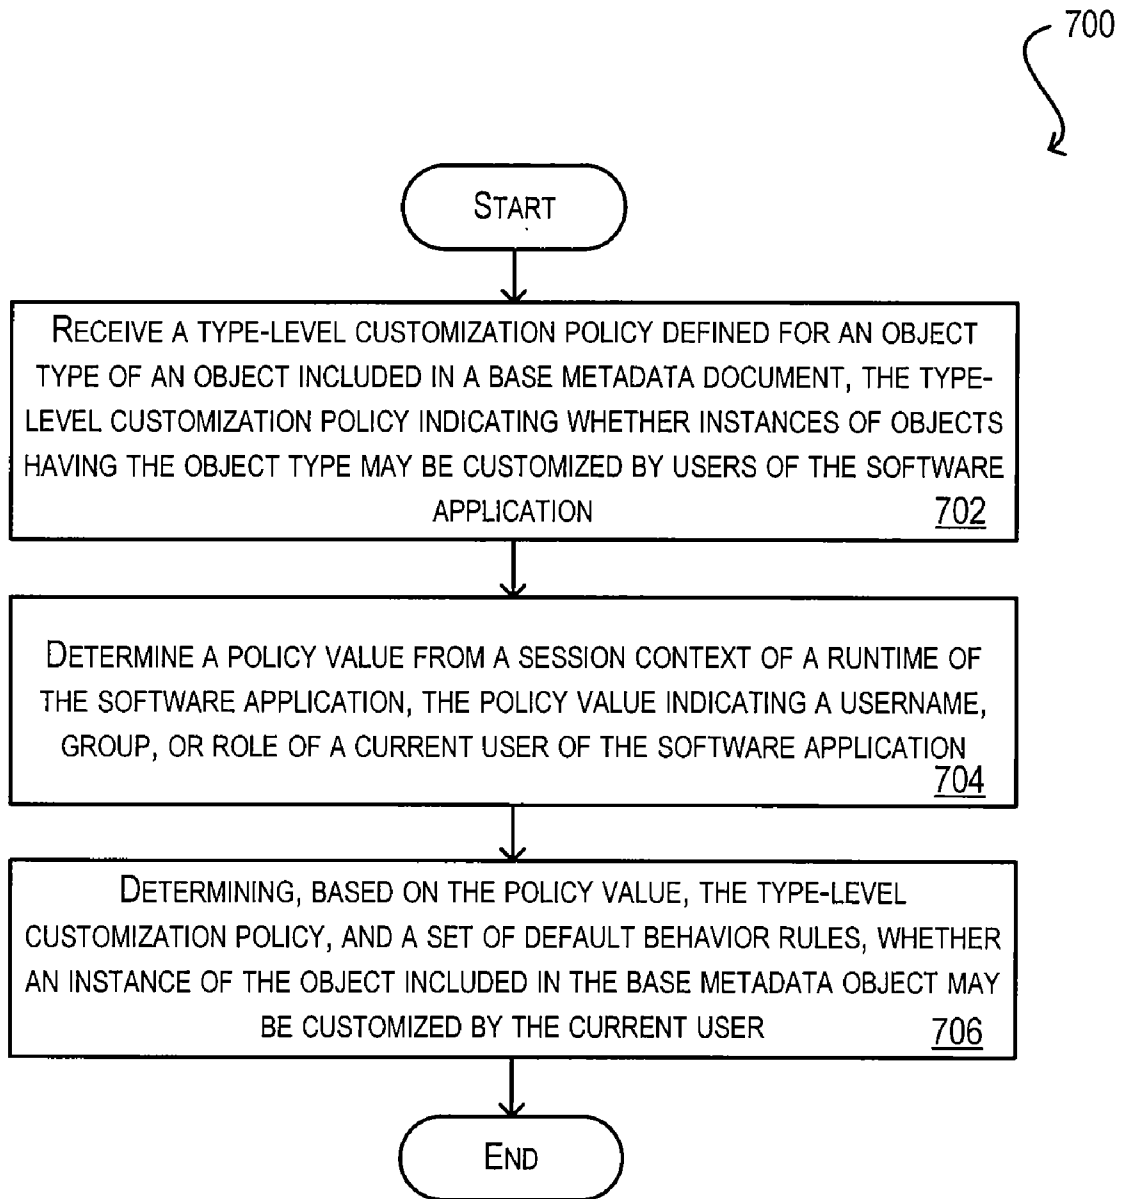 700
START
RECEIVE A TYPE-LEVEL CUSTOMIZATION POLICY DEFINED FOR AN OBJECT
TYPE OF AN OBJECT INCLUDED IN A BASE METADATA DOCUMENT, THE TYPE-
LEVEL CUSTOMIZATION POLICY INDICATING WHETHER INSTANCES OF OBJECTS
HAVING THE OBJECT TYPE MAY BE CUSTOMIZED BY USERS OF THE SOFTWARE
APPLICATION 702
DETERMINE A POLICY VALUE FROM A SESSION CONTEXT OF A RUNTIME OF
THE SOFTWARE APPLICATION, THE POLICY VALUE INDICATING A USERNAME,
GROUP, OR ROLE OF A CURRENT USER OF THE SOFTWARE APPLICATION
704
DETERMINING, BASED ON THE POLICY VALUE, THE TYPE-LEVEL
CUSTOMIZATION POLICY, AND A SET OF DEFAULT BEHAVIOR RULES, WHETHER
AN INSTANCE OF THE OBJECT INCLUDED IN THE BASE METADATA OBJECT MAY
BE CUSTOMIZED BY THE CURRENT USER 706
END